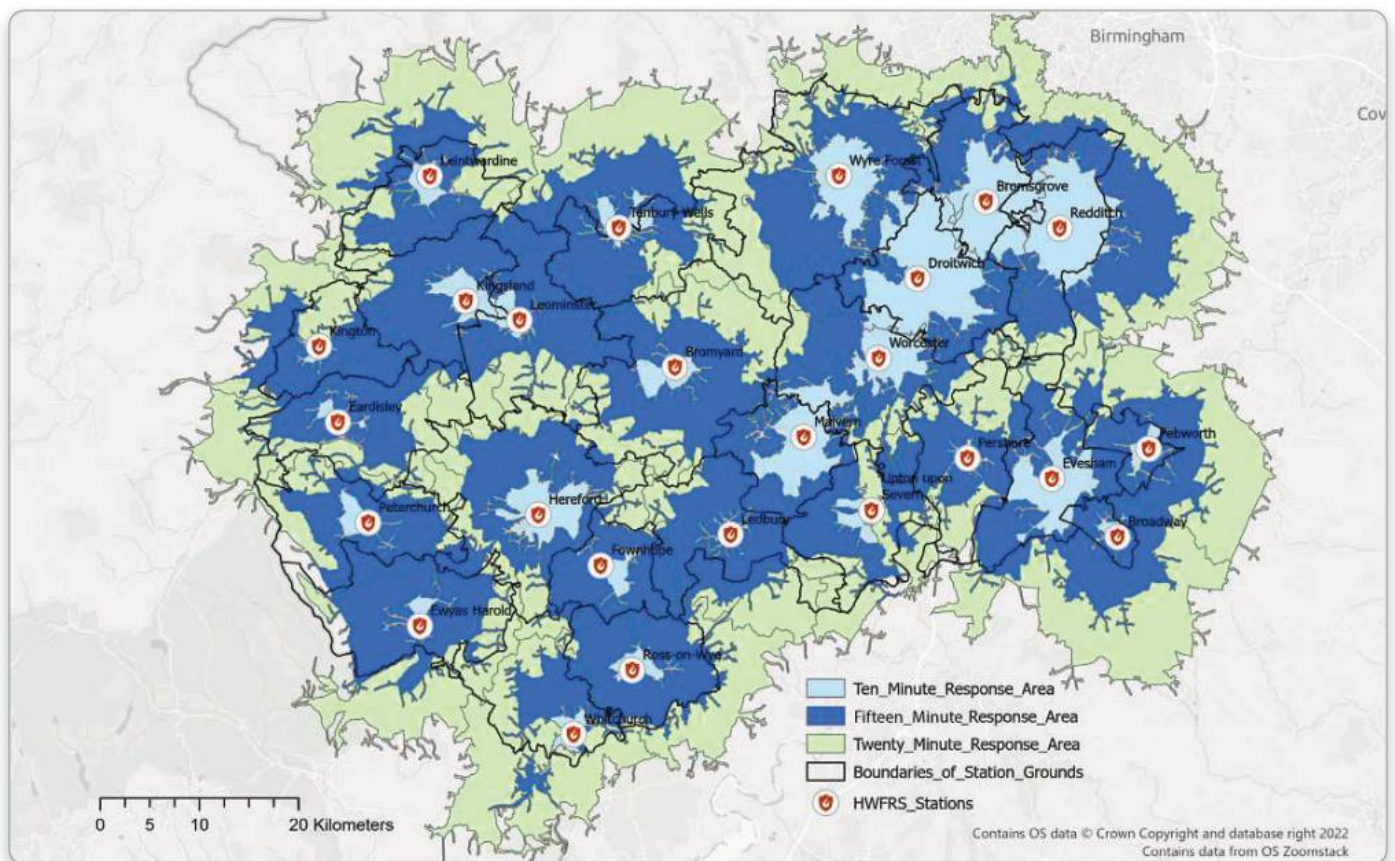 Birmingham
Cov
Leintwardine
Wyre Forest
Bromsgrove
Tenbury Wells
Redditch
Droitwich
Kingsland
Leominster
Kington
Worcester
Bromyard
Eardisley
Malvern
Pebworth
Pershore
Evesham
Upton upon
Severn
Hereford
Peterchurch
Ledbury
Broadway
Fownhope
Ewyas Harold
Ross-on-Wye
Whitchurch
Ten_Minute_Response_Area
Fifteen_Minute_Response_Area
Twenty_Minute_Response_Area
Boundaries_of_Station_Grounds
HWFRS_Stations
0 5 10 20 Kilometers
Contains OS data © Crown Copyright and database right 2022
Contains data from OS Zoomstack